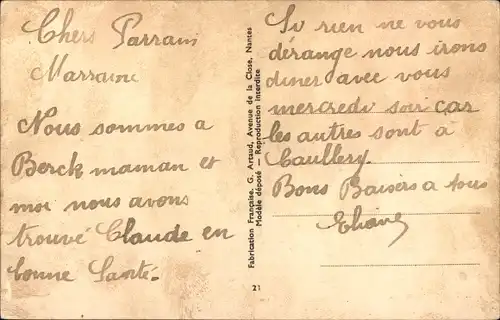 Chers Parrain
Marraine
Nous sommes a
Berck maman et
moi nous avons
trouvé Claude en
bonne Santé.
Fabrication Française. G. Artaud, Avenue de la Close, Nantes
Modèle déposé — Reproduction interdite
21
Si rien ne vous
dérange nous irons
diner avec vous
mercredi soir car
les autres sont à
Caullery.
Bons Baisers a tous